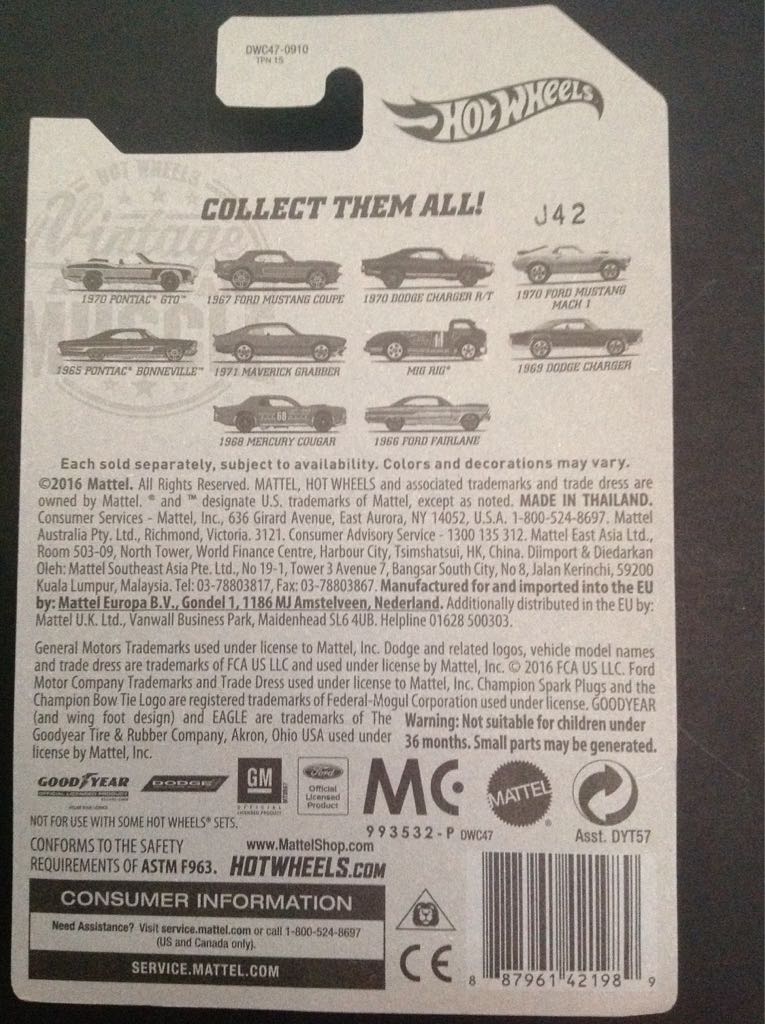 DWC47-0910
TPN 15
HOT WHEELS
HOT WHEELS
Vintage
COLLECT THEM ALL!
J42
1970 PONTIAC® GTO™
1967 FORD MUSTANG COUPE
1970 DODGE CHARGER R/T
1970 FORD MUSTANG
MACH 1
1965 PONTIAC® BONNEVILLE™
1971 MAVERICK GRABBER
MIG RIG®
1969 DODGE CHARGER
1968 MERCURY COUGAR
1966 FORD FAIRLANE
Each sold separately, subject to availability. Colors and decorations may vary.
©2016 Mattel. All Rights Reserved. MATTEL, HOT WHEELS and associated trademarks and trade dress are
owned by Mattel. ® and ™ designate U.S. trademarks of Mattel, except as noted. MADE IN THAILAND.
Consumer Services - Mattel, Inc., 636 Girard Avenue, East Aurora, NY 14052, U.S.A. 1-800-524-8697. Mattel
Australia Pty. Ltd., Richmond, Victoria. 3121. Consumer Advisory Service - 1300 135 312. Mattel East Asia Ltd.,
Room 503-09, North Tower, World Finance Centre, Harbour City, Tsimshatsui, HK, China. Diimport & Diedarkan
Oleh: Mattel Southeast Asia Pte. Ltd., No 19-1, Tower 3 Avenue 7, Bangsar South City, No 8, Jalan Kerinchi, 59200
Kuala Lumpur, Malaysia. Tel: 03-78803817, Fax: 03-78803867. Manufactured for and imported into the EU
by: Mattel Europa B.V., Gondel 1, 1186 MJ Amstelveen, Nederland. Additionally distributed in the EU by:
Mattel U.K. Ltd., Vanwall Business Park, Maidenhead SL6 4UB. Helpline 01628 500303.
General Motors Trademarks used under license to Mattel, Inc. Dodge and related logos, vehicle model names
and trade dress are trademarks of FCA US LLC and used under license by Mattel, Inc. © 2016 FCA US LLC. Ford
Motor Company Trademarks and Trade Dress used under license to Mattel, Inc. Champion Spark Plugs and the
Champion Bow Tie Logo are registered trademarks of Federal-Mogul Corporation used under license. GOODYEAR
(and wing foot design) and EAGLE are trademarks of The
Goodyear Tire & Rubber Company, Akron, Ohio USA used under
license by Mattel, Inc.
Warning: Not suitable for children under
36 months. Small parts may be generated.
GOODYEAR
OFFICIAL LICENSED PRODUCT
DODGE
GM
OFFICIAL
LICENSED PRODUCT
Ford
Official
Licensed
Product
MC
993532-P DWC47
MATTEL
Asst. DYT57
NOT FOR USE WITH SOME HOT WHEELS® SETS.
CONFORMS TO THE SAFETY
REQUIREMENTS OF ASTM F963.
www.MattelShop.com
HOTWHEELS.COM
CONSUMER INFORMATION
Need Assistance? Visit service.mattel.com or call 1-800-524-8697
(US and Canada only).
SERVICE.MATTEL.COM
CE
8 87961 42198 9